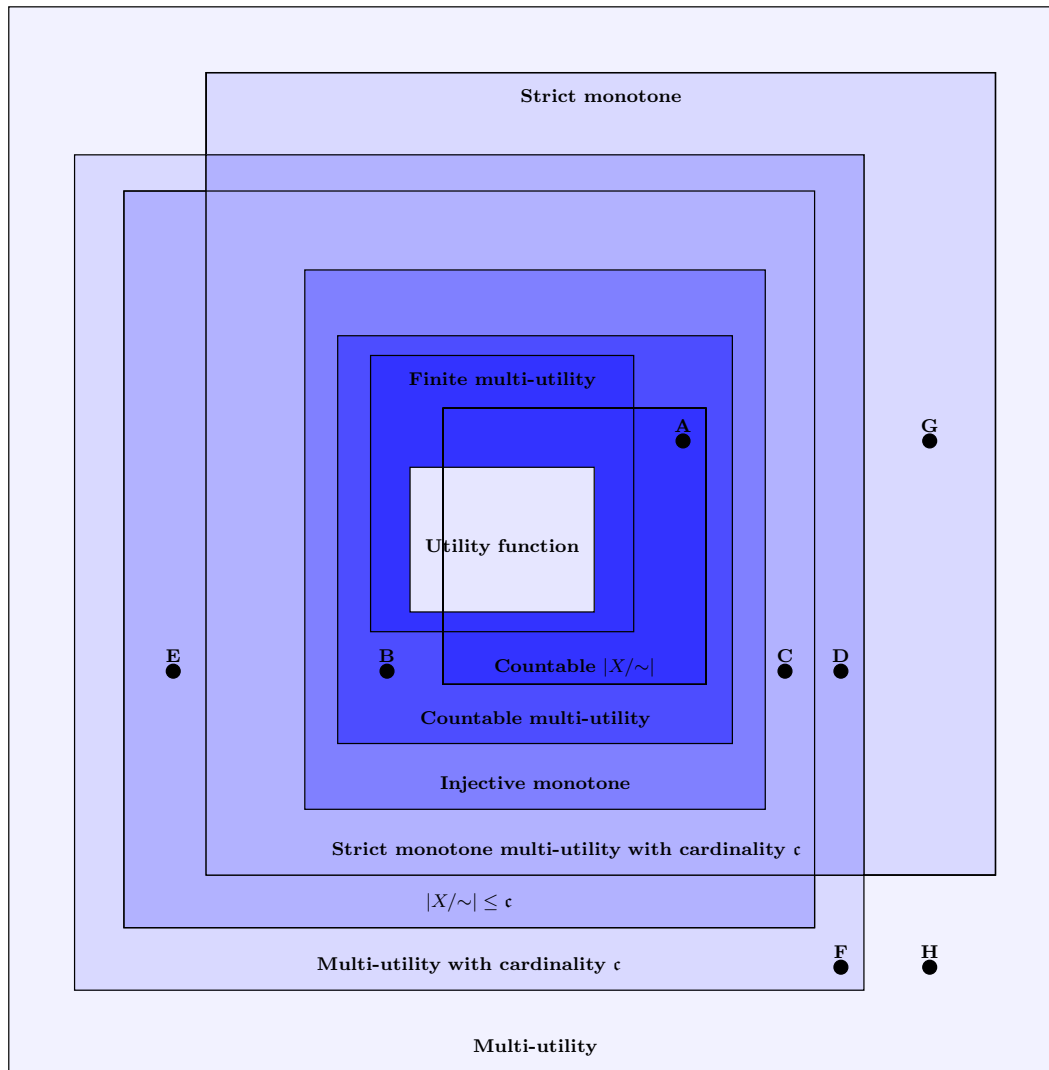 Strict monotone
Finite multi-utility
A
G
Utility function
E
B
Countable |X/∼|
C
D
Countable multi-utility
Injective monotone
Strict monotone multi-utility with cardinality 𝔠
|X/∼| ≤ 𝔠
Multi-utility with cardinality 𝔠
F
H
Multi-utility